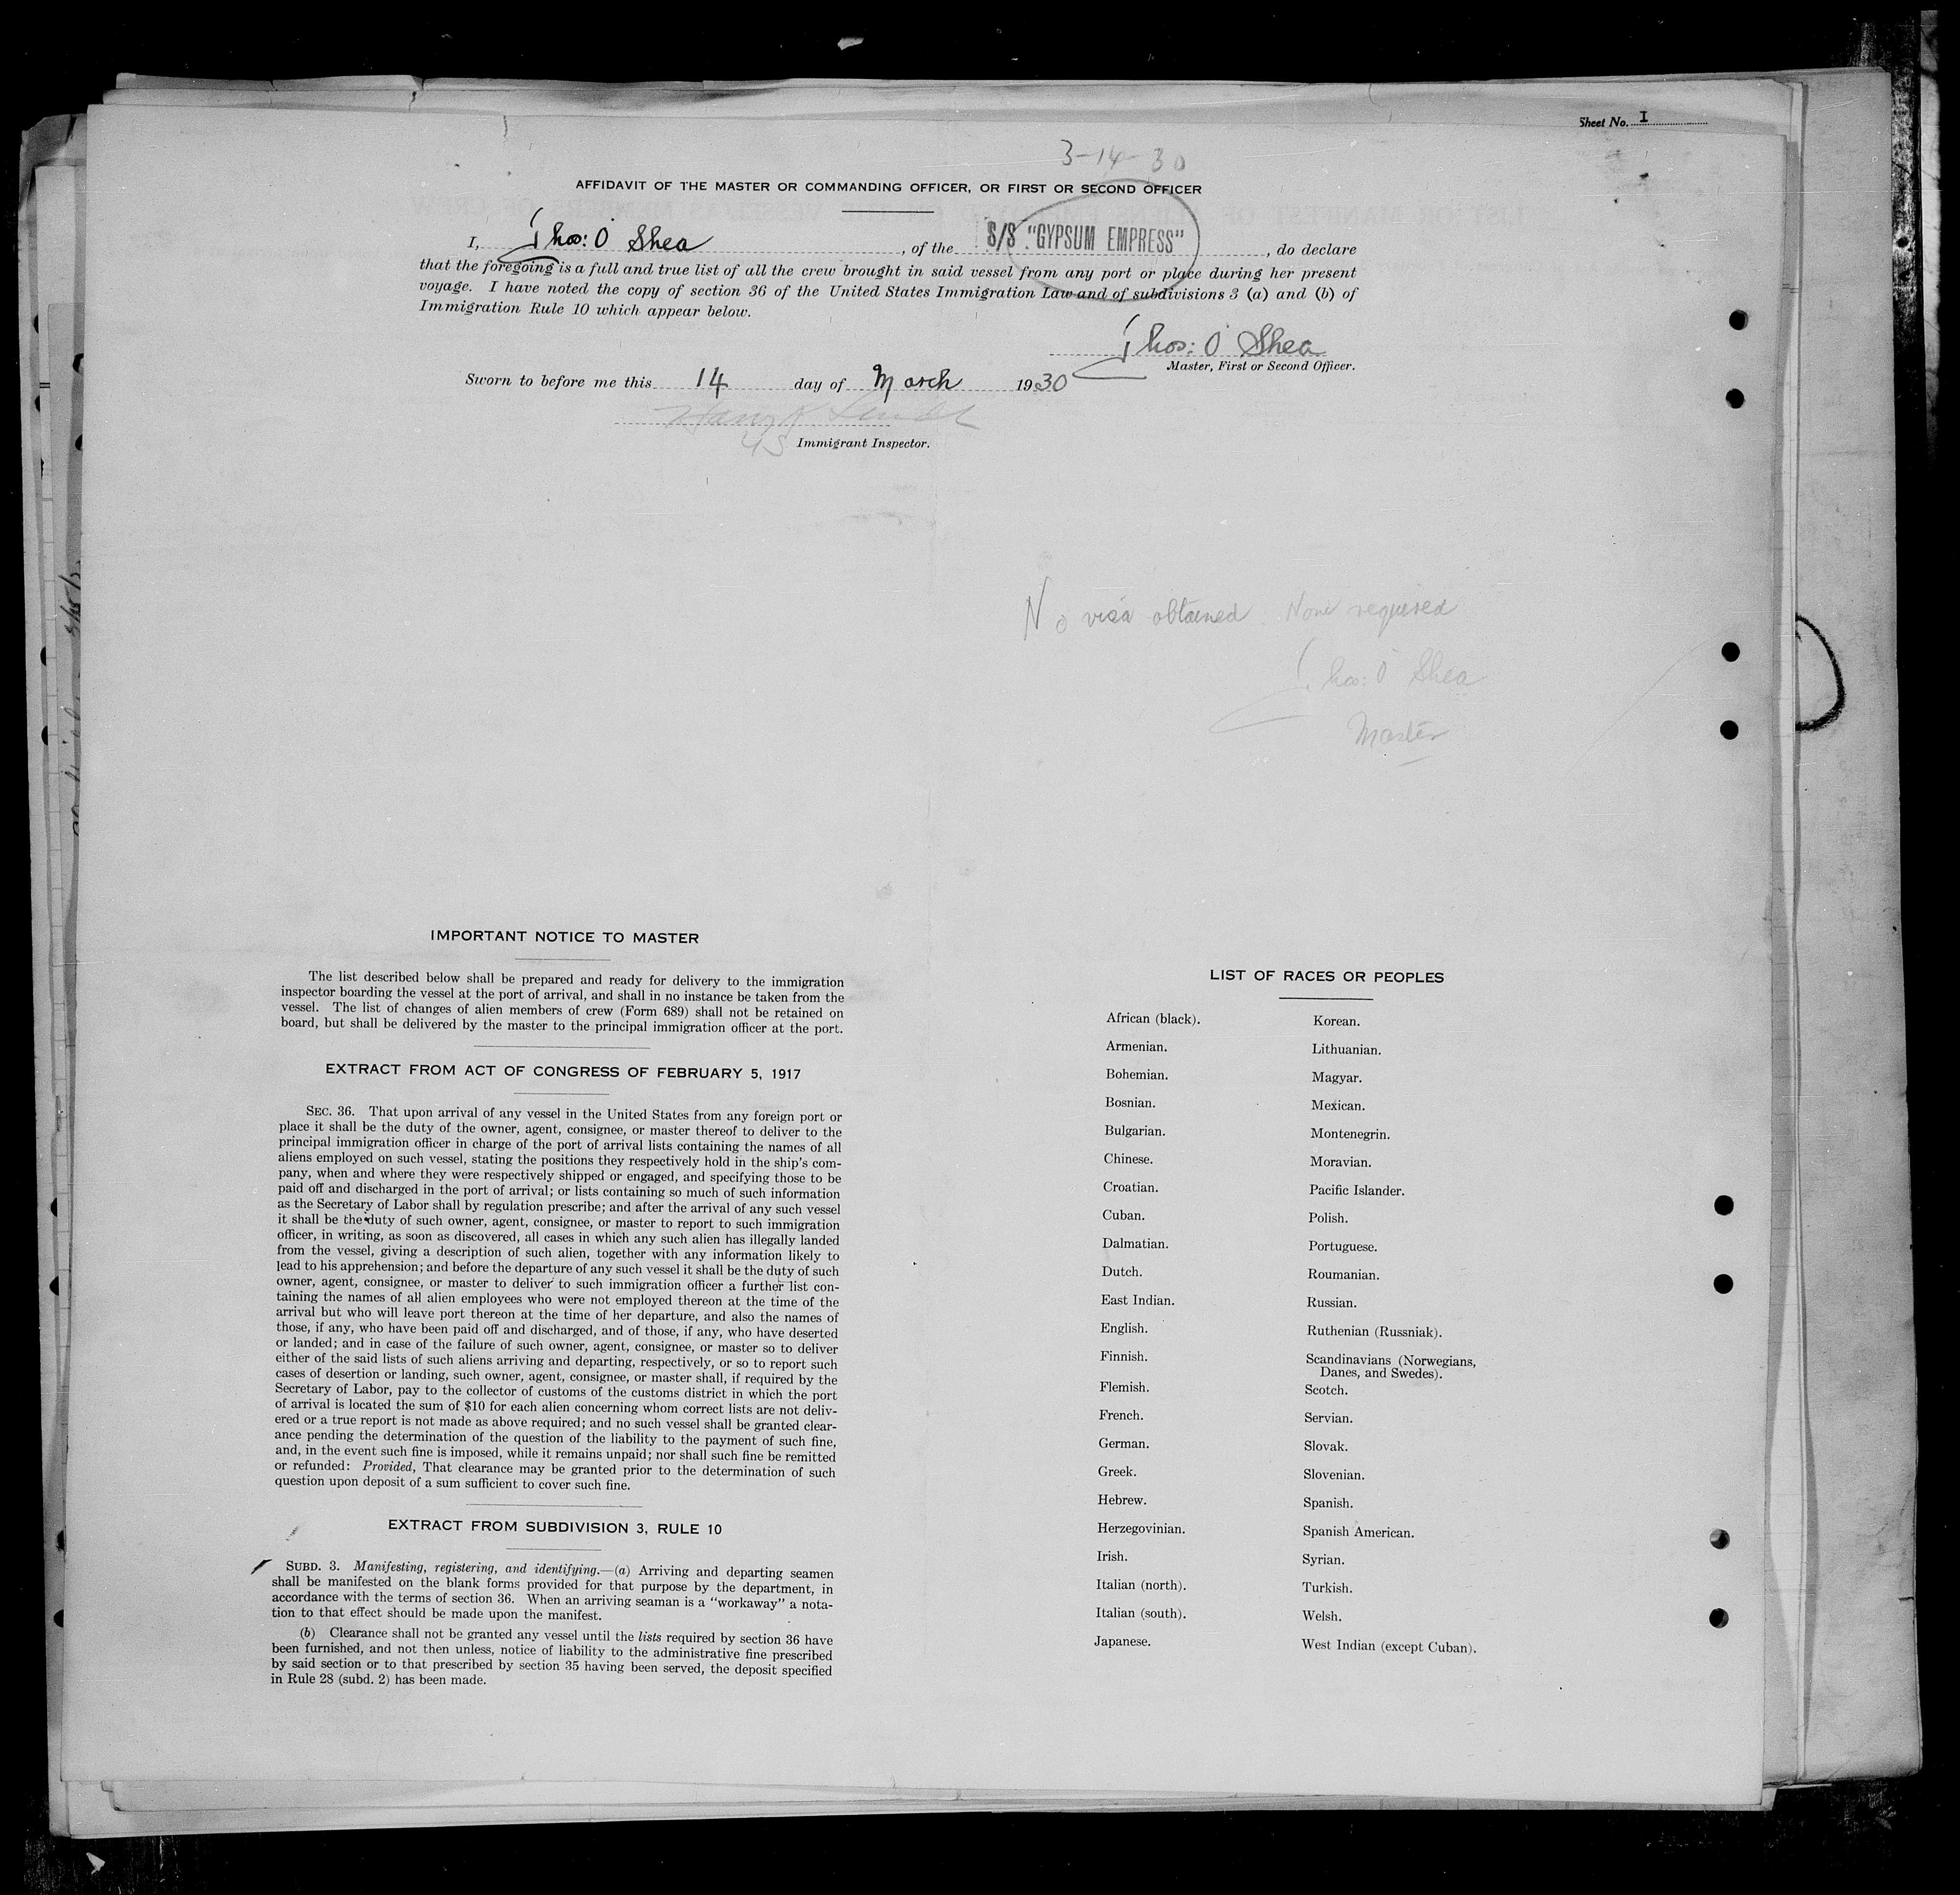 Sheet No. I
3-14-30
AFFIDAVIT OF THE MASTER OR COMMANDING OFFICER, OR FIRST OR SECOND OFFICER
I, Thos: O Shea, of the S/S "GYPSUM EMPRESS", do declare
that the foregoing is a full and true list of all the crew brought in said vessel from any port or place during her present
voyage. I have noted the copy of section 36 of the United States Immigration Law and of subdivisions 3 (a) and (b) of
Immigration Rule 10 which appear below.
Thos: O Shea
Master, First or Second Officer.
Sworn to before me this 14 day of March 1930
Immigrant Inspector.
No visa obtained. None required
Thos: O Shea
Master
IMPORTANT NOTICE TO MASTER
The list described below shall be prepared and ready for delivery to the immigration
inspector boarding the vessel at the port of arrival, and shall in no instance be taken from the
vessel. The list of changes of alien members of crew (Form 689) shall not be retained on
board, but shall be delivered by the master to the principal immigration officer at the port.
EXTRACT FROM ACT OF CONGRESS OF FEBRUARY 5, 1917
SEC. 36. That upon arrival of any vessel in the United States from any foreign port or
place it shall be the duty of the owner, agent, consignee, or master thereof to deliver to the
principal immigration officer in charge of the port of arrival lists containing the names of all
aliens employed on such vessel, stating the positions they respectively hold in the ship's com-
pany, when and where they were respectively shipped or engaged, and specifying those to be
paid off and discharged in the port of arrival; or lists containing so much of such information
as the Secretary of Labor shall by regulation prescribe; and after the arrival of any such vessel
it shall be the duty of such owner, agent, consignee, or master to report to such immigration
officer, in writing, as soon as discovered, all cases in which any such alien has illegally landed
from the vessel, giving a description of such alien, together with any information likely to
lead to his apprehension; and before the departure of any such vessel it shall be the duty of such
owner, agent, consignee, or master to deliver to such immigration officer a further list con-
taining the names of all alien employees who were not employed thereon at the time of the
arrival but who will leave port thereon at the time of her departure, and also the names of
those, if any, who have been paid off and discharged, and of those, if any, who have deserted
or landed; and in case of the failure of such owner, agent, consignee, or master so to deliver
either of the said lists of such aliens arriving and departing, respectively, or so to report such
cases of desertion or landing, such owner, agent, consignee, or master shall, if required by the
Secretary of Labor, pay to the collector of customs of the customs district in which the port
of arrival is located the sum of $10 for each alien concerning whom correct lists are not deliv-
ered or a true report is not made as above required; and no such vessel shall be granted clear-
ance pending the determination of the question of the liability to the payment of such fine,
and, in the event such fine is imposed, while it remains unpaid; nor shall such fine be remitted
or refunded: Provided, That clearance may be granted prior to the determination of such
question upon deposit of a sum sufficient to cover such fine.
EXTRACT FROM SUBDIVISION 3, RULE 10
SUBD. 3. Manifesting, registering, and identifying.—(a) Arriving and departing seamen
shall be manifested on the blank forms provided for that purpose by the department, in
accordance with the terms of section 36. When an arriving seaman is a "workaway" a nota-
tion to that effect should be made upon the manifest.
(b) Clearance shall not be granted any vessel until the lists required by section 36 have
been furnished, and not then unless, notice of liability to the administrative fine prescribed
by said section or to that prescribed by section 35 having been served, the deposit specified
in Rule 28 (subd. 2) has been made.
LIST OF RACES OR PEOPLES
African (black).
Armenian.
Bohemian.
Bosnian.
Bulgarian.
Chinese.
Croatian.
Cuban.
Dalmatian.
Dutch.
East Indian.
English.
Finnish.
Flemish.
French.
German.
Greek.
Hebrew.
Herzegovinian.
Irish.
Italian (north).
Italian (south).
Japanese.
Korean.
Lithuanian.
Magyar.
Mexican.
Montenegrin.
Moravian.
Pacific Islander.
Polish.
Portuguese.
Roumanian.
Russian.
Ruthenian (Russniak).
Scandinavians (Norwegians,
Danes, and Swedes).
Scotch.
Servian.
Slovak.
Slovenian.
Spanish.
Spanish American.
Syrian.
Turkish.
Welsh.
West Indian (except Cuban).